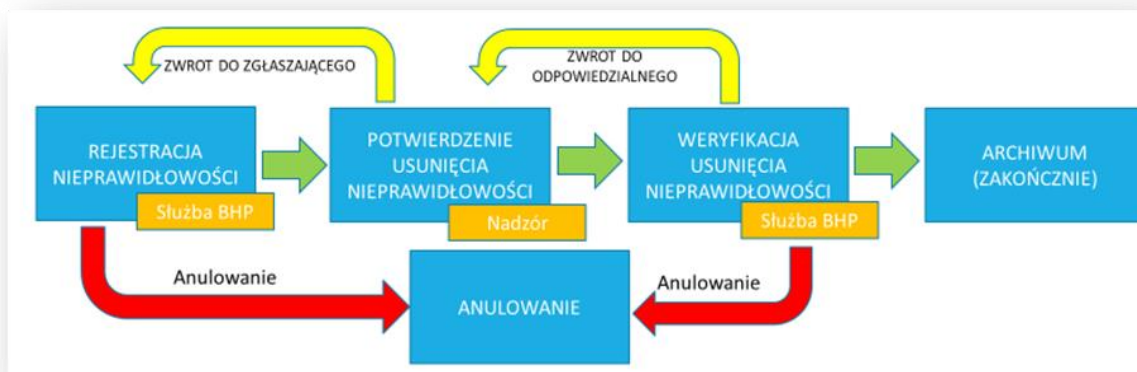 ZWROT DO ZGŁASZAJĄCEGO
ZWROT DO
ODPOWIEDZIALNEGO
REJESTRACJA
NIEPRAWIDŁOWOŚCI
Służba BHP
POTWIERDZENIE
USUNIĘCIA
NIEPRAWIDŁOWOŚCI
Nadzór
WERYFIKACJA
USUNIĘCIA
NIEPRAWIDŁOWOŚCI
Służba BHP
ARCHIWUM
(ZAKOŃCZNIE)
Anulowanie
ANULOWANIE
Anulowanie